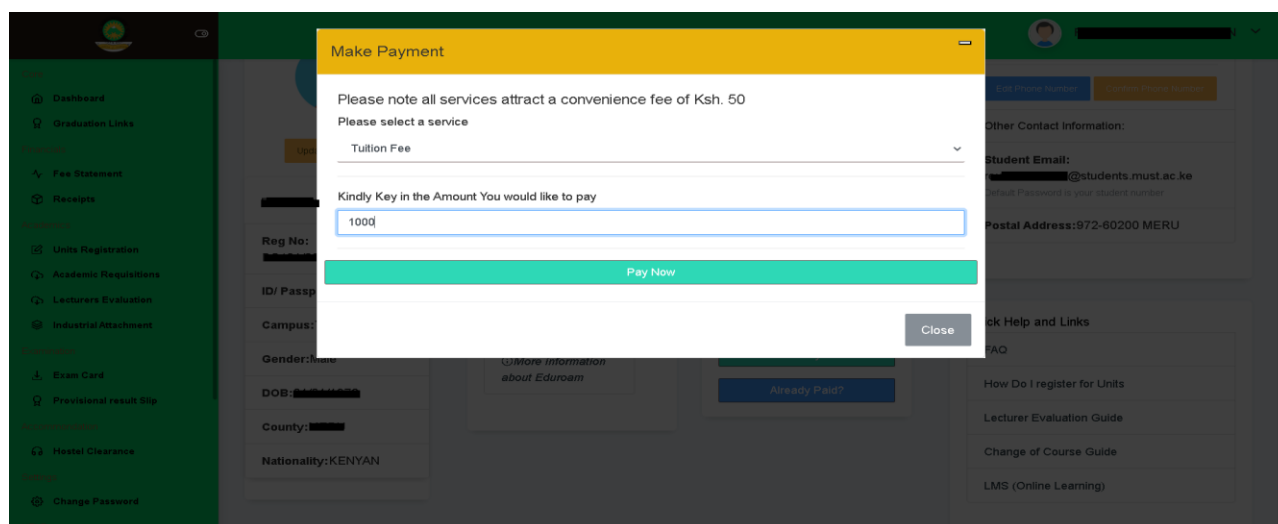 Make Payment
Please note all services attract a convenience fee of Ksh. 50
Please select a service
Tuition Fee
Kindly Key in the Amount You would like to pay
1000
Pay Now
Close
Dashboard
Graduation Links
Fee Statement
Receipts
Units Registration
Academic Requisitions
Lecturers Evaluation
Industrial Attachment
Exam Card
Provisional result Slip
Hostel Clearance
Change Password
Reg No:
ID/ Passp
Campus:
Gender:Male
DOB:
County:
Nationality:KENYAN
More information
about Eduroam
Already Paid?
Edit Phone Number
Confirm Phone Number
Other Contact Information:
Student Email:
@students.must.ac.ke
Default Password is your student number
Postal Address:972-60200 MERU
ck Help and Links
FAQ
How Do I register for Units
Lecturer Evaluation Guide
Change of Course Guide
LMS (Online Learning)